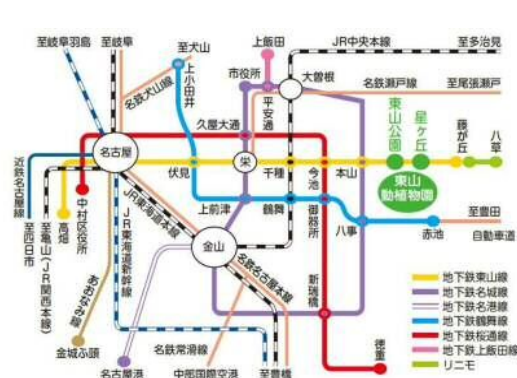 至岐阜羽島
至岐阜
至犬山
上飯田
JR中央本線
至多治見
名鉄犬山線
上小田井
市役所
平安通
大曽根
名鉄瀬戸線
至尾張瀬戸
久屋大通
東山公園
星ヶ丘
藤が丘
八草
名古屋
伏見
栄
千種
今池
本山
東山
動植物園
近鉄名古屋線
至四日市
至亀山(JR関西本線)
高畑
中村区役所
JR東海道新幹線
JR東海道本線
上前津
鶴舞
御器所
八事
赤池
至豊田
自動車道
金山
名鉄名古屋本線
新瑞橋
あおなみ線
金城ふ頭
名古屋港
名鉄常滑線
中部国際空港
至豊橋
徳重
地下鉄東山線
地下鉄名城線
地下鉄名港線
地下鉄鶴舞線
地下鉄桜通線
地下鉄上飯田線
リニモ